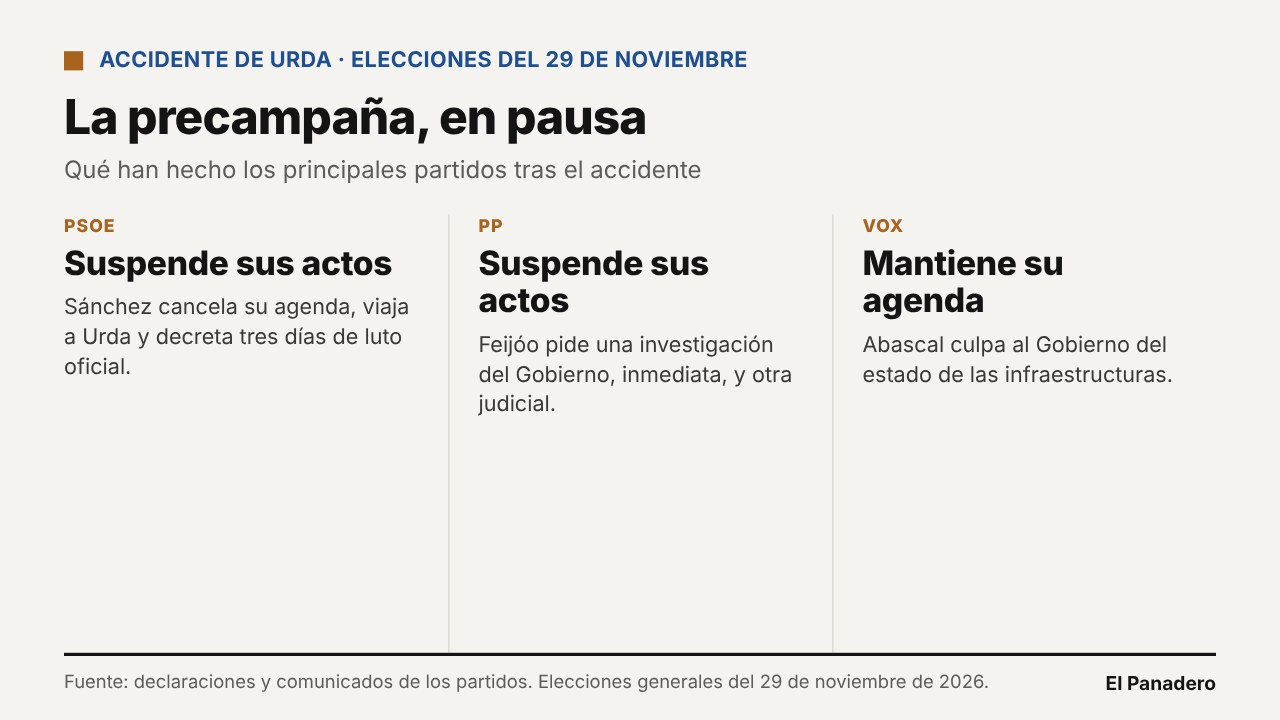 ACCIDENTE DE URDA · ELECCIONES DEL 29 DE NOVIEMBRE
La precampaña, en pausa
Qué han hecho los principales partidos tras el accidente
PSOE
Suspende sus actos
Sánchez cancela su agenda, viaja
a Urda y decreta tres días de luto
oficial.
PP
Suspende sus
actos
Feijóo pide una investigación
del Gobierno, inmediata, y otra
judicial.
VOX
Mantiene su
agenda
Abascal culpa al Gobierno del
estado de las infraestructuras.
Fuente: declaraciones y comunicados de los partidos. Elecciones generales del 29 de noviembre de 2026.
El Panadero